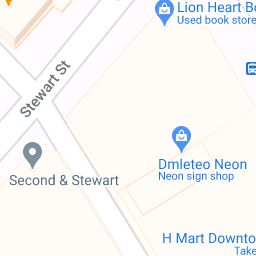 Lion Heart Bo
Used book store
Stewart St
Dmleteo Neon
Neon sign shop
Second & Stewart
H Mart Downto
Take